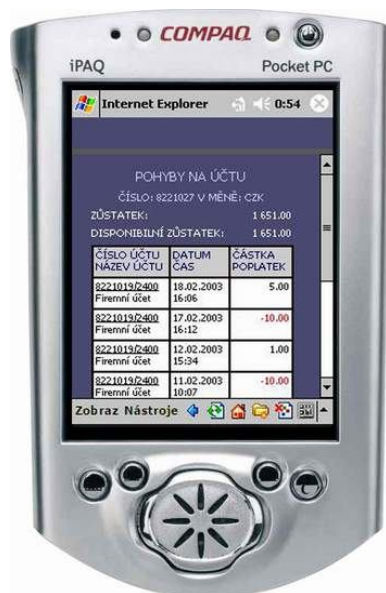 COMPAQ
iPAQ Pocket PC
Internet Explorer 0:54
POHYBY NA ÚČTU
ČÍSLO: 8221027 V MĚNĚ: CZK
ZŮSTATEK: 1 651.00
DISPONIBILNÍ ZŮSTATEK: 1 651.00
ČÍSLO ÚČTU DATUM ČÁSTKA
NÁZEV ÚČTU ČAS POPLATEK
8221019/2400 18.02.2003 5.00
Firemní účet 16:06
8221019/2400 17.02.2003 -10.00
Firemní účet 16:12
8221019/2400 12.02.2003 1.00
Firemní účet 15:34
8221019/2400 11.02.2003 -10.00
Firemní účet 10:07
Zobraz Nástroje